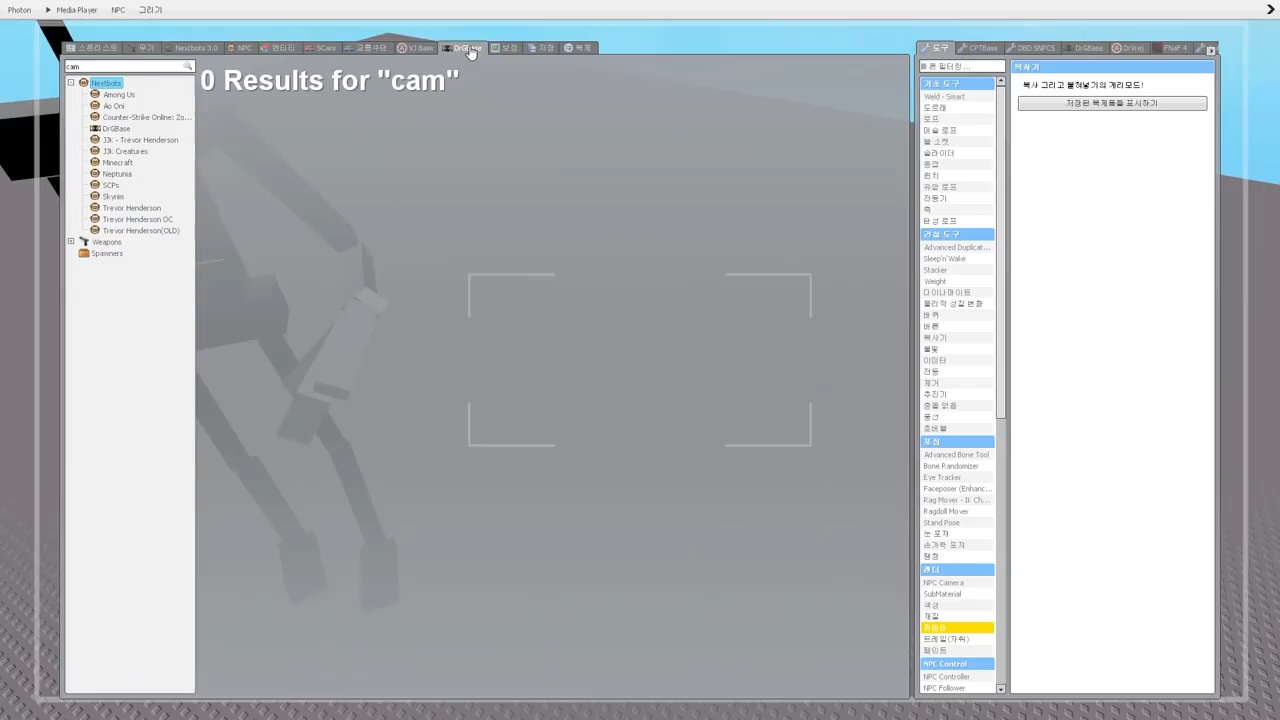 Photon
Media Player
NPC
그리기
스폰리스트
무기
Nextbots 3.0
NPC
엔티티
SCars
교통수단
VJ Base
DrGBase
저장
복제
도구
CPTBase
DBO SNPCS
DrGBase
DrVrej
FNaF 4
cam
Nextbots
Among Us
Ao Oni
Counter-Strike Online: Zo...
DrGBase
JJK - Trevor Henderson
JJK Creatures
Minecraft
Neptunia
SCPs
Skyrim
Trevor Henderson
Trevor Henderson OC
Trevor Henderson(OLD)
Weapons
Spawners
0 Results for "cam"
빠른 필터링...
기초 도구
Weld - Smart
도르래
로프
머슬 로프
볼 소켓
슬라이더
용접
윈치
유압 로프
전동기
축
탄성 로프
건설 도구
Advanced Duplicat...
Sleep'n'Wake
Stacker
Weight
다이나마이트
물리적 성질 변화
바퀴
버튼
복사기
불빛
이미터
전등
제거
추진기
충돌 없음
풍선
호버볼
포징
Advanced Bone Tool
Bone Randomizer
Eye Tracker
Faceposer (Enhanc...
Rag Mover - IK Ch...
Ragdoll Mover
Stand Pose
눈 포저
손가락 포저
팽창
렌더
NPC Camera
SubMaterial
색상
재질
카메라
트레일(자취)
페인트
NPC Control
NPC Controller
NPC Follower
복사기
복사 그리고 붙혀넣기의 계리모드!
저장된 복제품을 표시하기